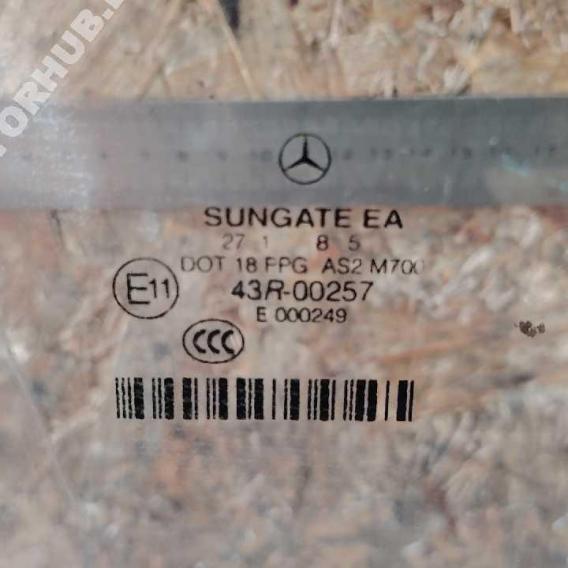 SUNGATE EA
27 1 8 5
DOT 18 FPG AS2 M700
E11
43R-00257
E 000249
CCC